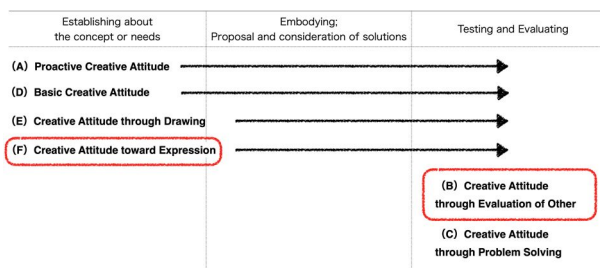 Establishing about
the concept or needs
Embodying;
Proposal and consideration of solutions
Testing and Evaluating
(A) Proactive Creative Attitude
(D) Basic Creative Attitude
(E) Creative Attitude through Drawing
(F) Creative Attitude toward Expression
(B) Creative Attitude
through Evaluation of Other
(C) Creative Attitude
through Problem Solving